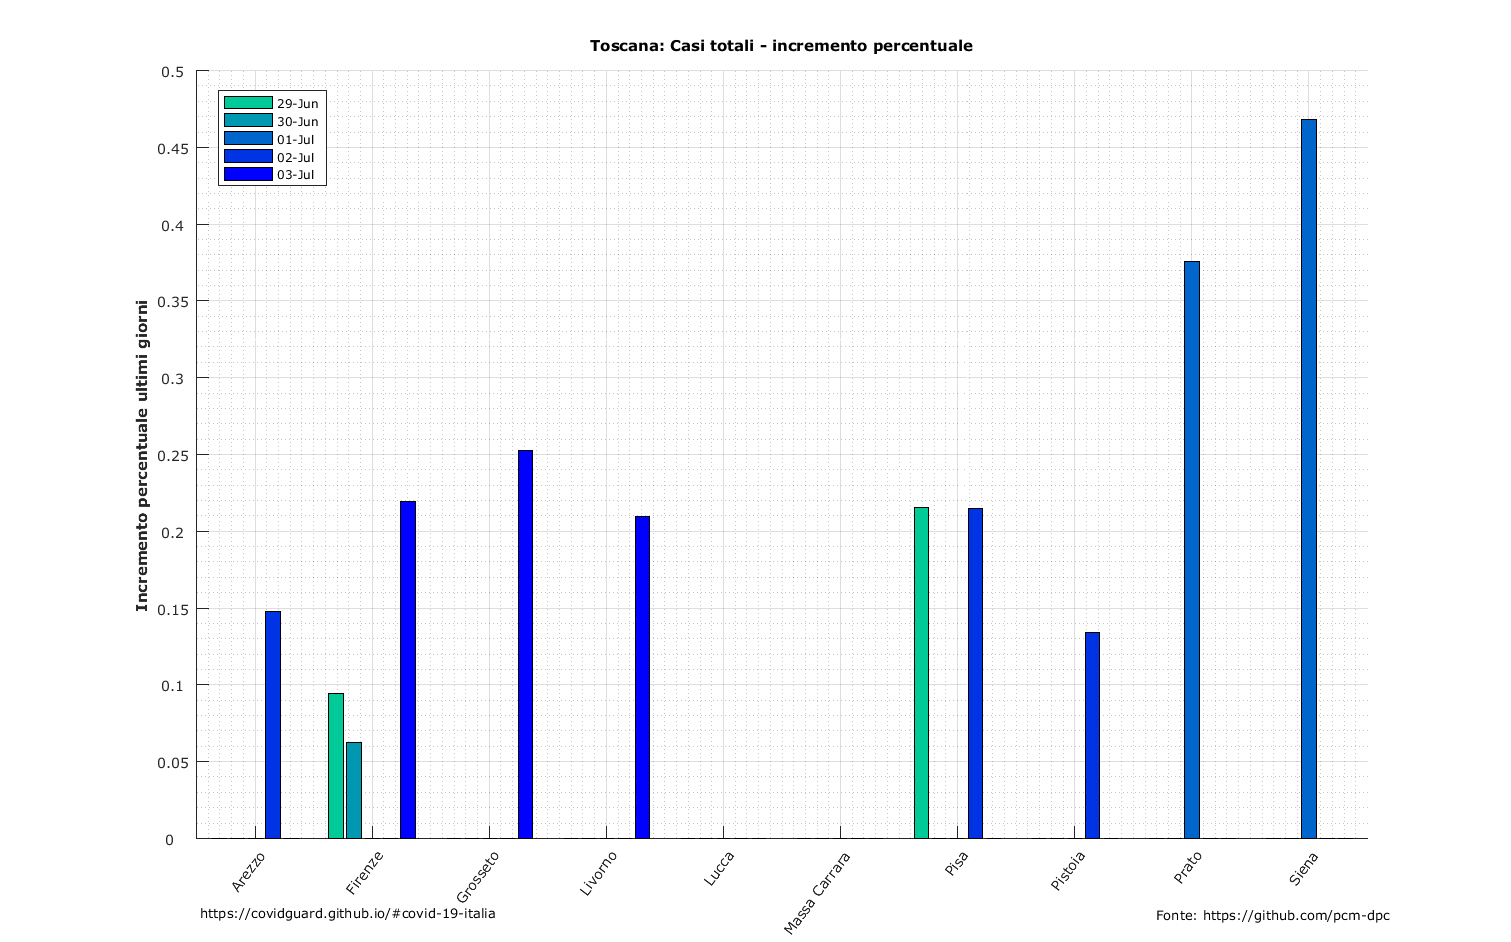 Toscana: Casi totali - incremento percentuale
Incremento percentuale ultimi giorni
0.5
0.45
0.4
0.35
0.3
0.25
0.2
0.15
0.1
0.05
0
29-Jun
30-Jun
01-Jul
02-Jul
03-Jul
Arezzo
Firenze
Grosseto
Livorno
Lucca
Massa Carrara
Pisa
Pistoia
Prato
Siena
https://covidguard.github.io/#covid-19-italia
Fonte: https://github.com/pcm-dpc